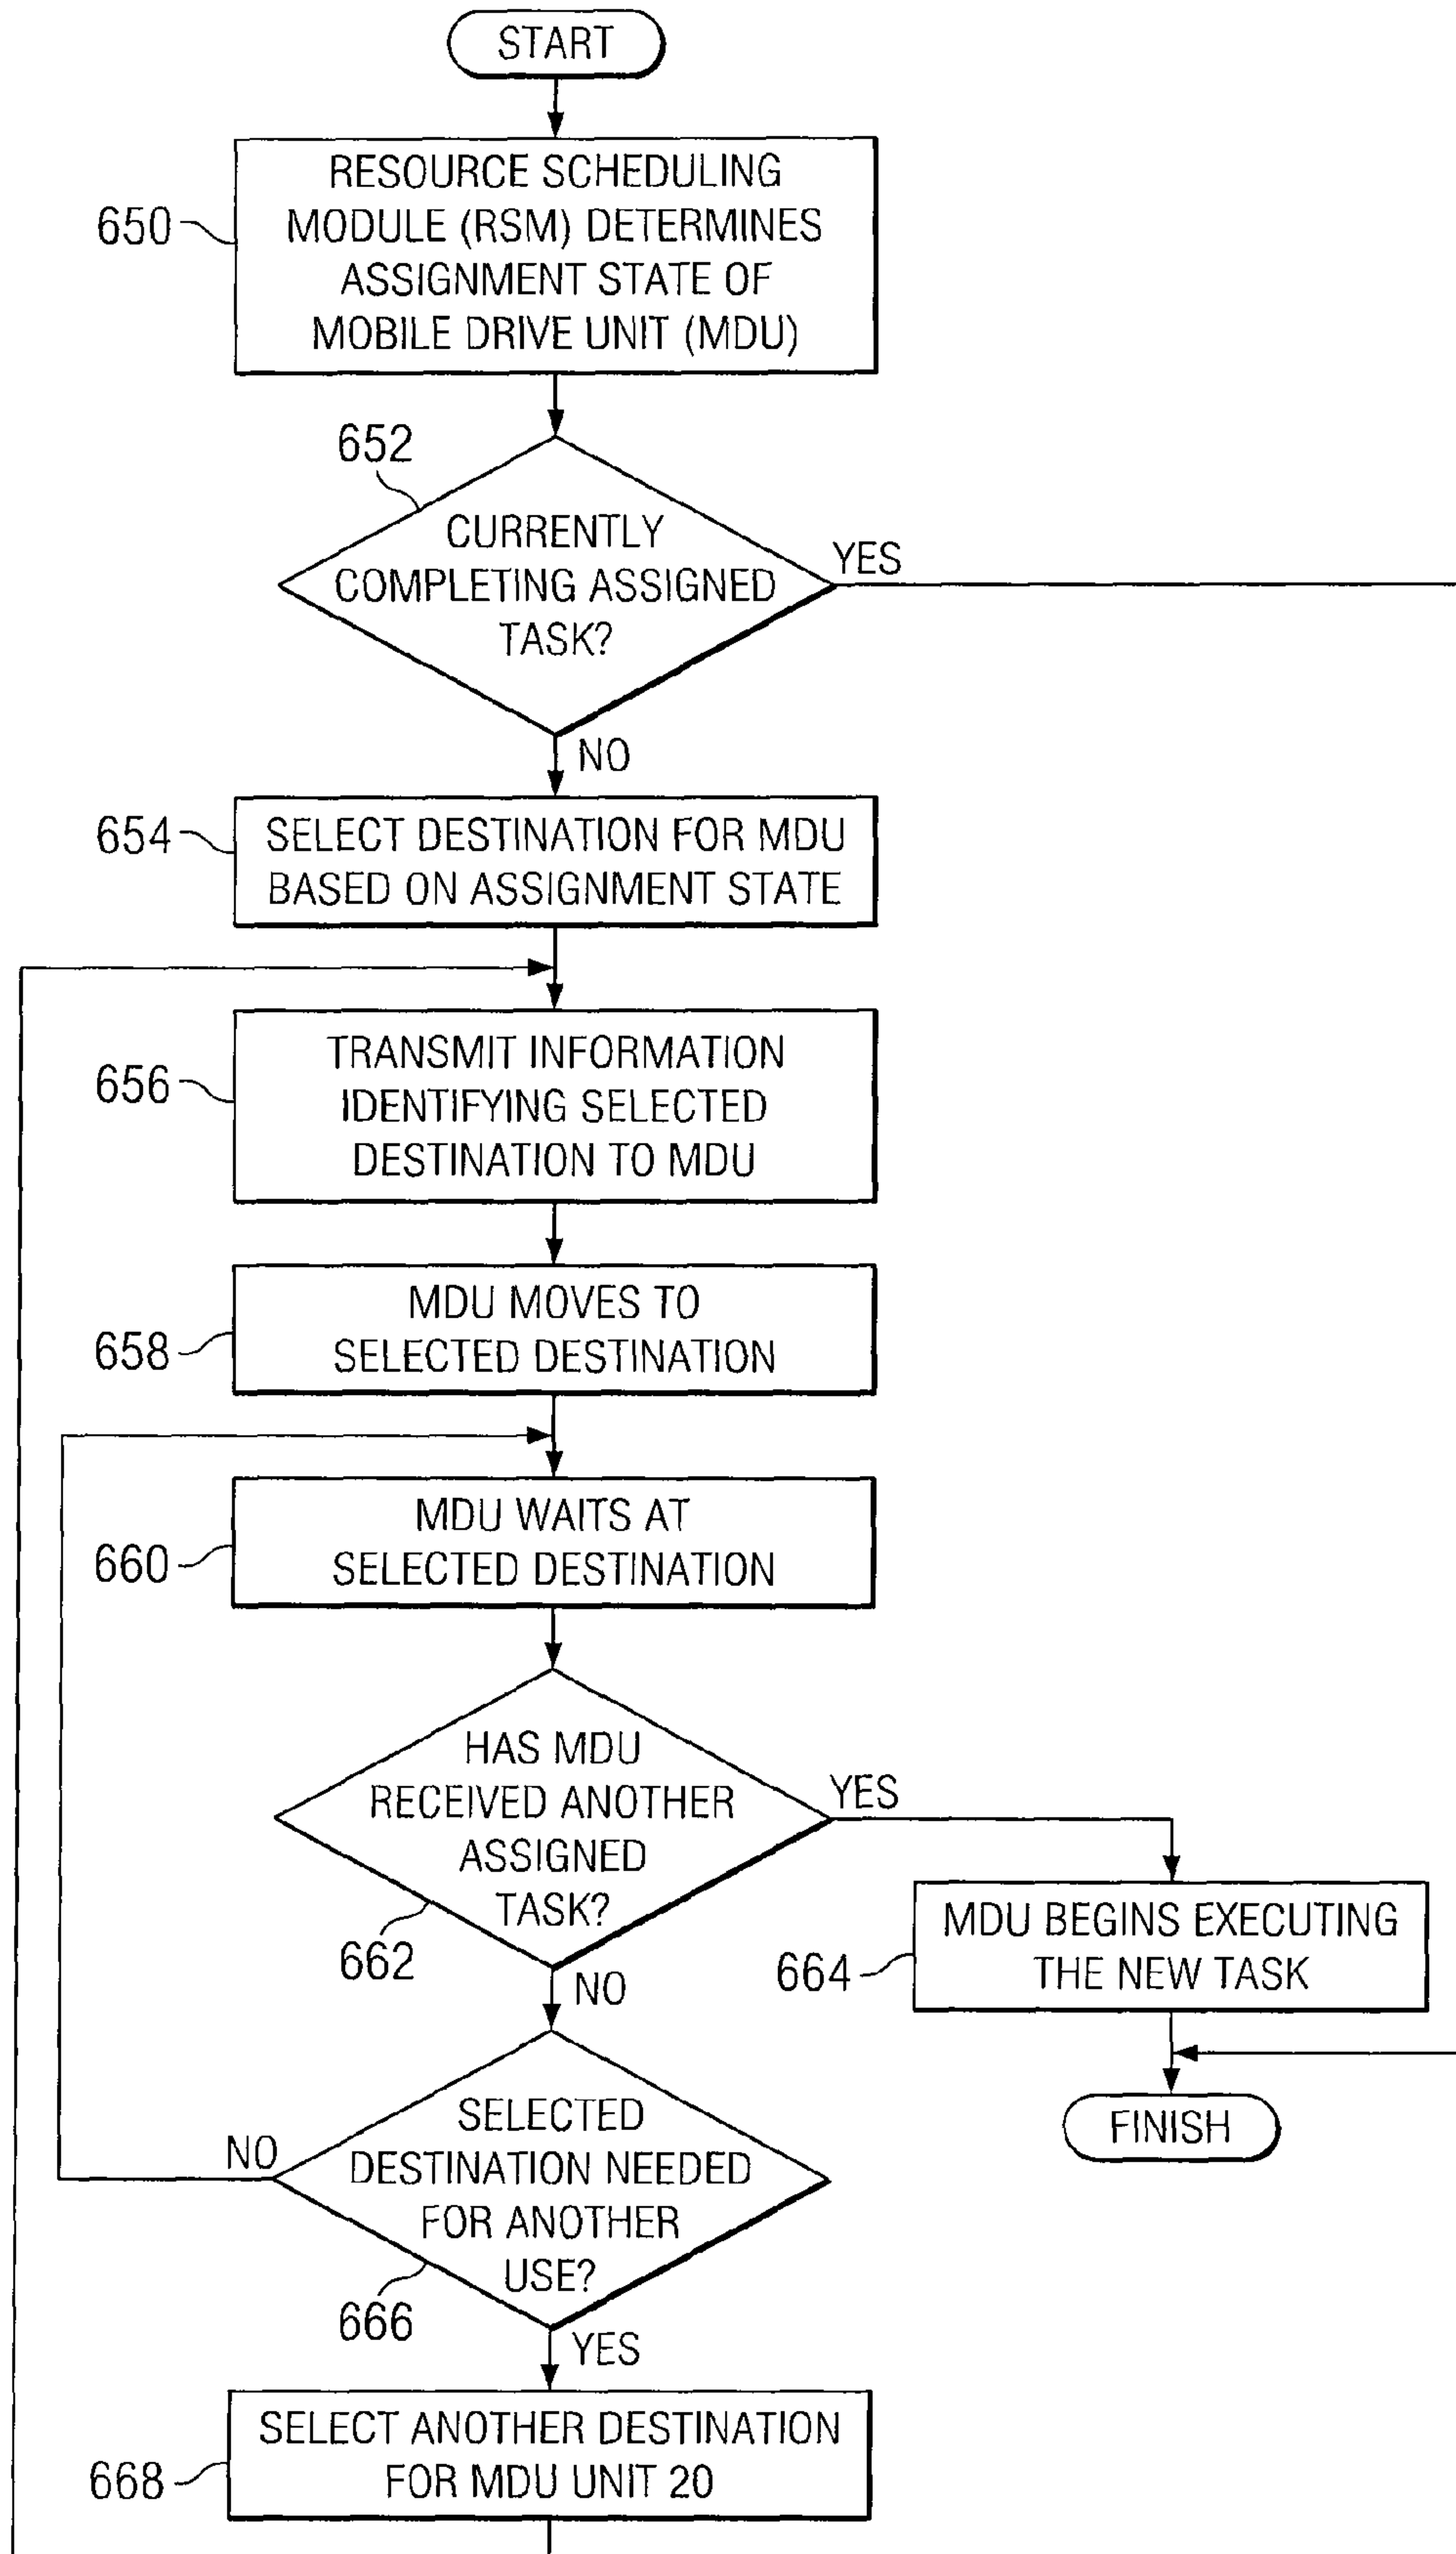 START
RESOURCE SCHEDULING
MODULE (RSM) DETERMINES
ASSIGNMENT STATE OF
MOBILE DRIVE UNIT (MDU)
650
652
CURRENTLY
COMPLETING ASSIGNED
TASK?
YES
NO
654
SELECT DESTINATION FOR MDU
BASED ON ASSIGNMENT STATE
656
TRANSMIT INFORMATION
IDENTIFYING SELECTED
DESTINATION TO MDU
658
MDU MOVES TO
SELECTED DESTINATION
660
MDU WAITS AT
SELECTED DESTINATION
HAS MDU
RECEIVED ANOTHER
ASSIGNED
TASK?
YES
662
NO
664
MDU BEGINS EXECUTING
THE NEW TASK
FINISH
SELECTED
DESTINATION NEEDED
FOR ANOTHER
USE?
NO
666
YES
668
SELECT ANOTHER DESTINATION
FOR MDU UNIT 20